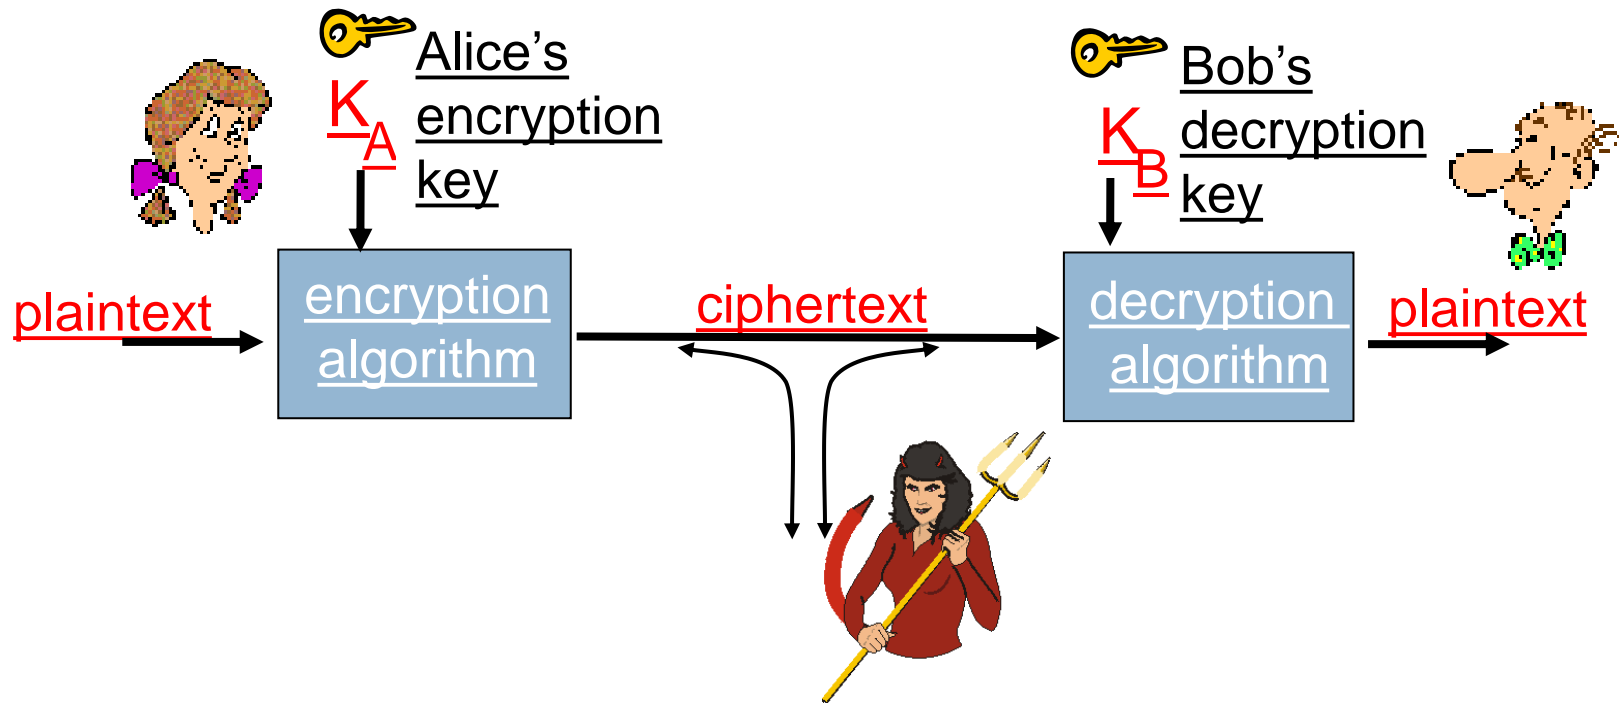 Alice’s
encryption
key
K
A
Bob’s
decryption
key
K
B
plaintext
encryption
algorithm
ciphertext
decryption
algorithm
plaintext